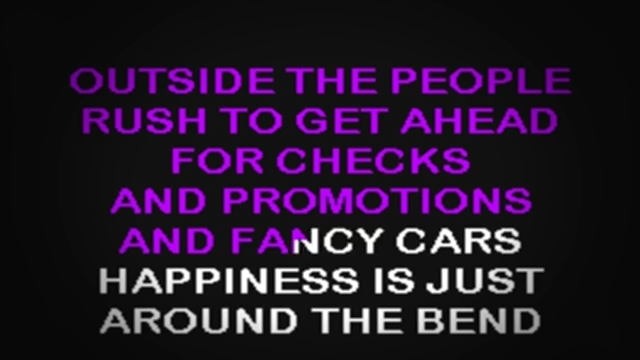 OUTSIDE THE PEOPLE
RUSH TO GET AHEAD
FOR CHECKS
AND PROMOTIONS
AND FANCY CARS
HAPPINESS IS JUST
AROUND THE BEND